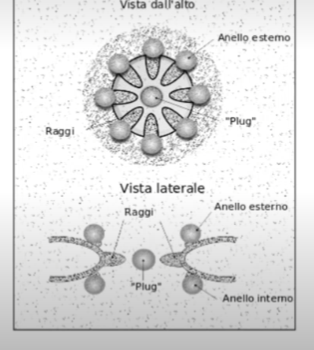 Vista dall'alto
Anello esterno
"Plug"
Raggi
Vista laterale
Raggi
Anello esterno
"Plug"
Anello interno